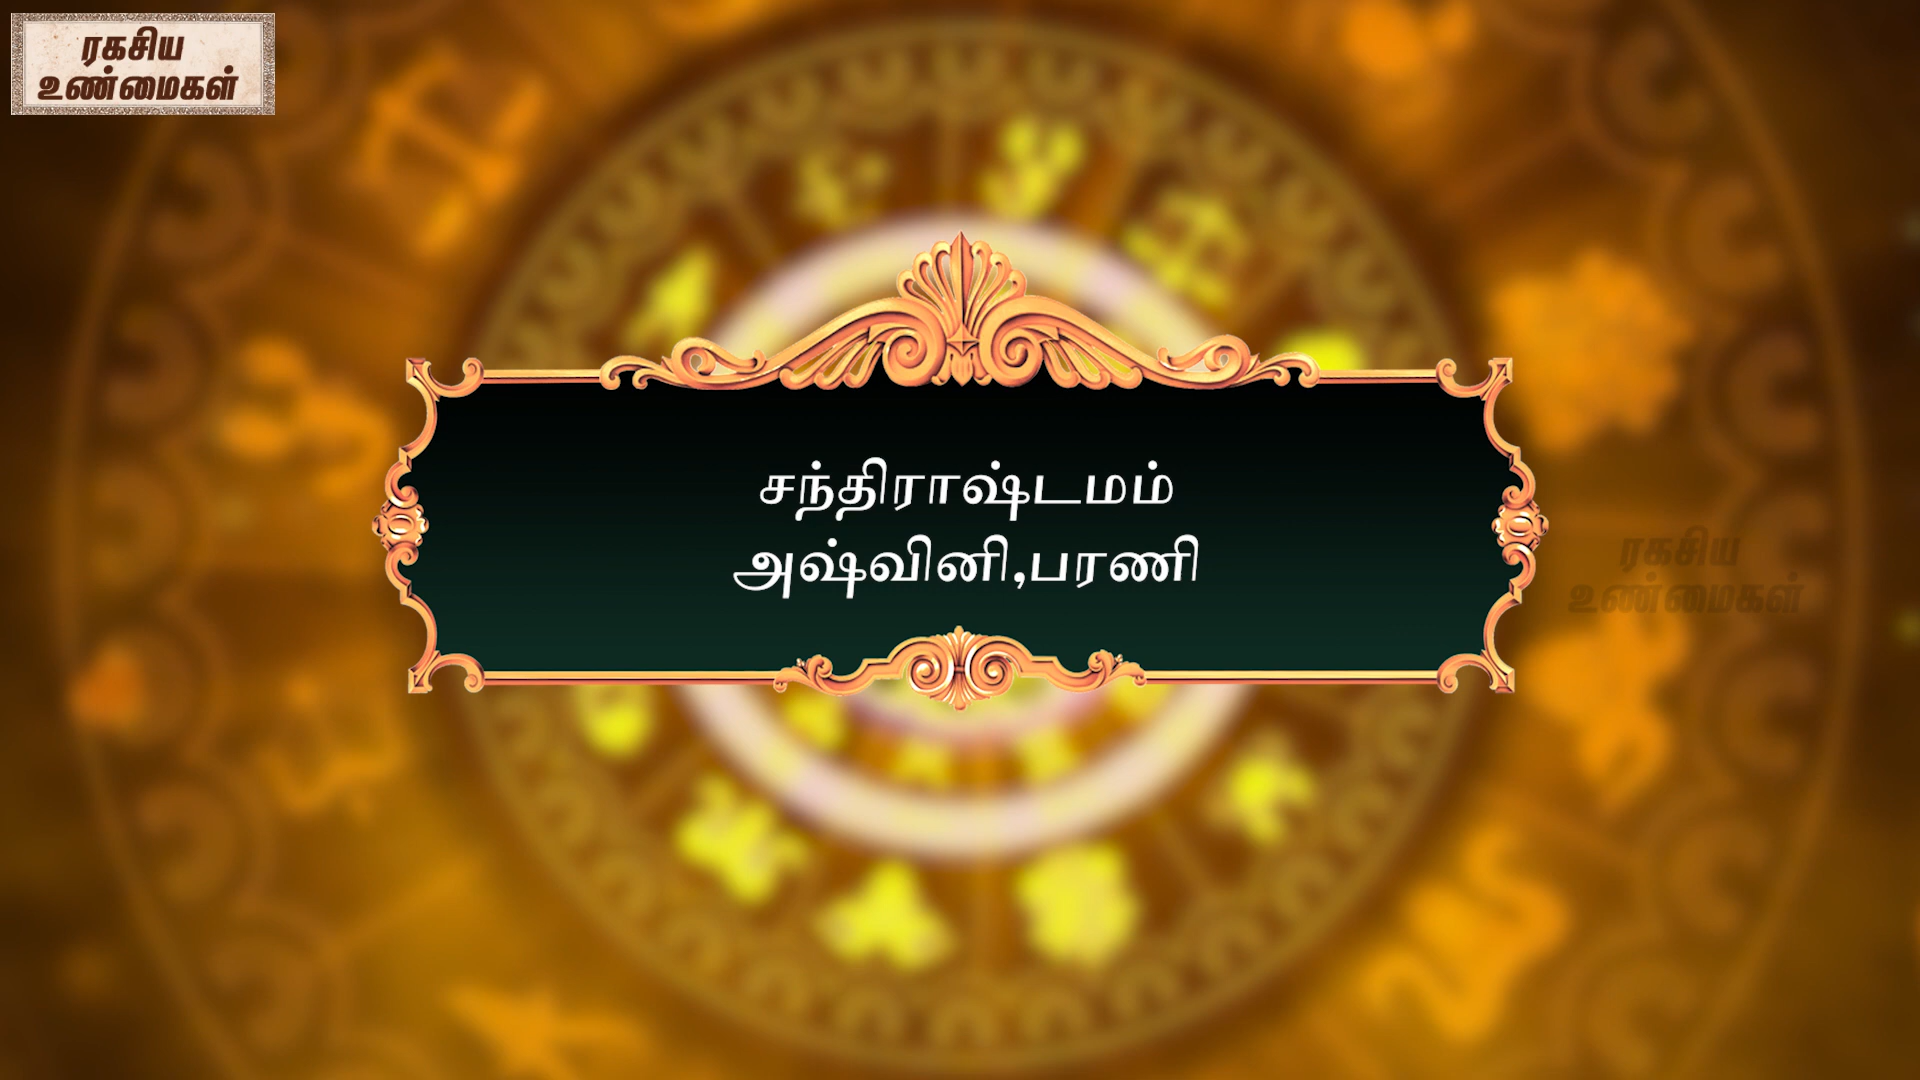 ரகசிய
உண்மைகள்
சந்திராஷ்டமம்
அஷ்வினி,பரணி
ரகசிய
உண்மைகள்